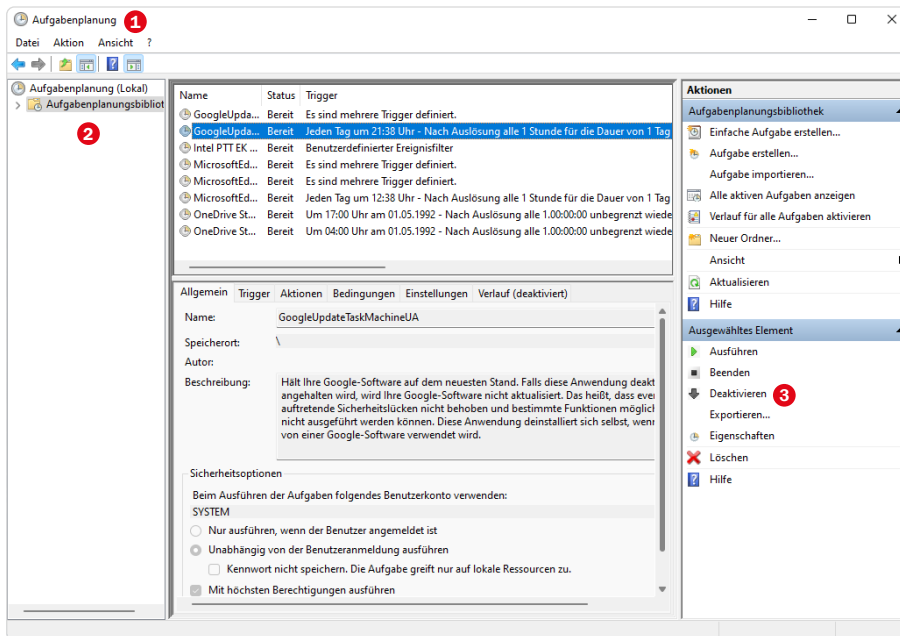 Aufgabenplanung 1
Datei Aktion Ansicht ?
Aufgabenplanung (Lokal)
Aufgabenplanungsbibliot
2
Name Status Trigger
GoogleUpda... Bereit Es sind mehrere Trigger definiert.
GoogleUpda... Bereit Jeden Tag um 21:38 Uhr - Nach Auslösung alle 1 Stunde für die Dauer von 1 Tag
Intel PTT EK ... Bereit Benutzerdefinierter Ereignisfilter
MicrosoftEd... Bereit Es sind mehrere Trigger definiert.
MicrosoftEd... Bereit Es sind mehrere Trigger definiert.
MicrosoftEd... Bereit Jeden Tag um 12:38 Uhr - Nach Auslösung alle 1 Stunde für die Dauer von 1 Tag
OneDrive St... Bereit Um 17:00 Uhr am 01.05.1992 - Nach Auslösung alle 1.00:00:00 unbegrenzt wiede
OneDrive St... Bereit Um 04:00 Uhr am 01.05.1992 - Nach Auslösung alle 1.00:00:00 unbegrenzt wiede
Allgemein Trigger Aktionen Bedingungen Einstellungen Verlauf (deaktiviert)
Name: GoogleUpdateTaskMachineUA
Speicherort: \
Autor:
Beschreibung: Hält Ihre Google-Software auf dem neuesten Stand. Falls diese Anwendung deakt
angehalten wird, wird Ihre Google-Software nicht aktualisiert. Das heißt, dass even
auftretende Sicherheitslücken nicht behoben und bestimmte Funktionen möglich
nicht ausgeführt werden können. Diese Anwendung deinstalliert sich selbst, wenn
von einer Google-Software verwendet wird.
Sicherheitsoptionen
Beim Ausführen der Aufgaben folgendes Benutzerkonto verwenden:
SYSTEM
Nur ausführen, wenn der Benutzer angemeldet ist
Unabhängig von der Benutzeranmeldung ausführen
Kennwort nicht speichern. Die Aufgabe greift nur auf lokale Ressourcen zu.
Mit höchsten Berechtigungen ausführen
Aktionen
Aufgabenplanungsbibliothek
Einfache Aufgabe erstellen...
Aufgabe erstellen...
Aufgabe importieren...
Alle aktiven Aufgaben anzeigen
Verlauf für alle Aufgaben aktivieren
Neuer Ordner...
Ansicht
Aktualisieren
Hilfe
Ausgewähltes Element
Ausführen
Beenden
Deaktivieren 3
Exportieren...
Eigenschaften
Löschen
Hilfe